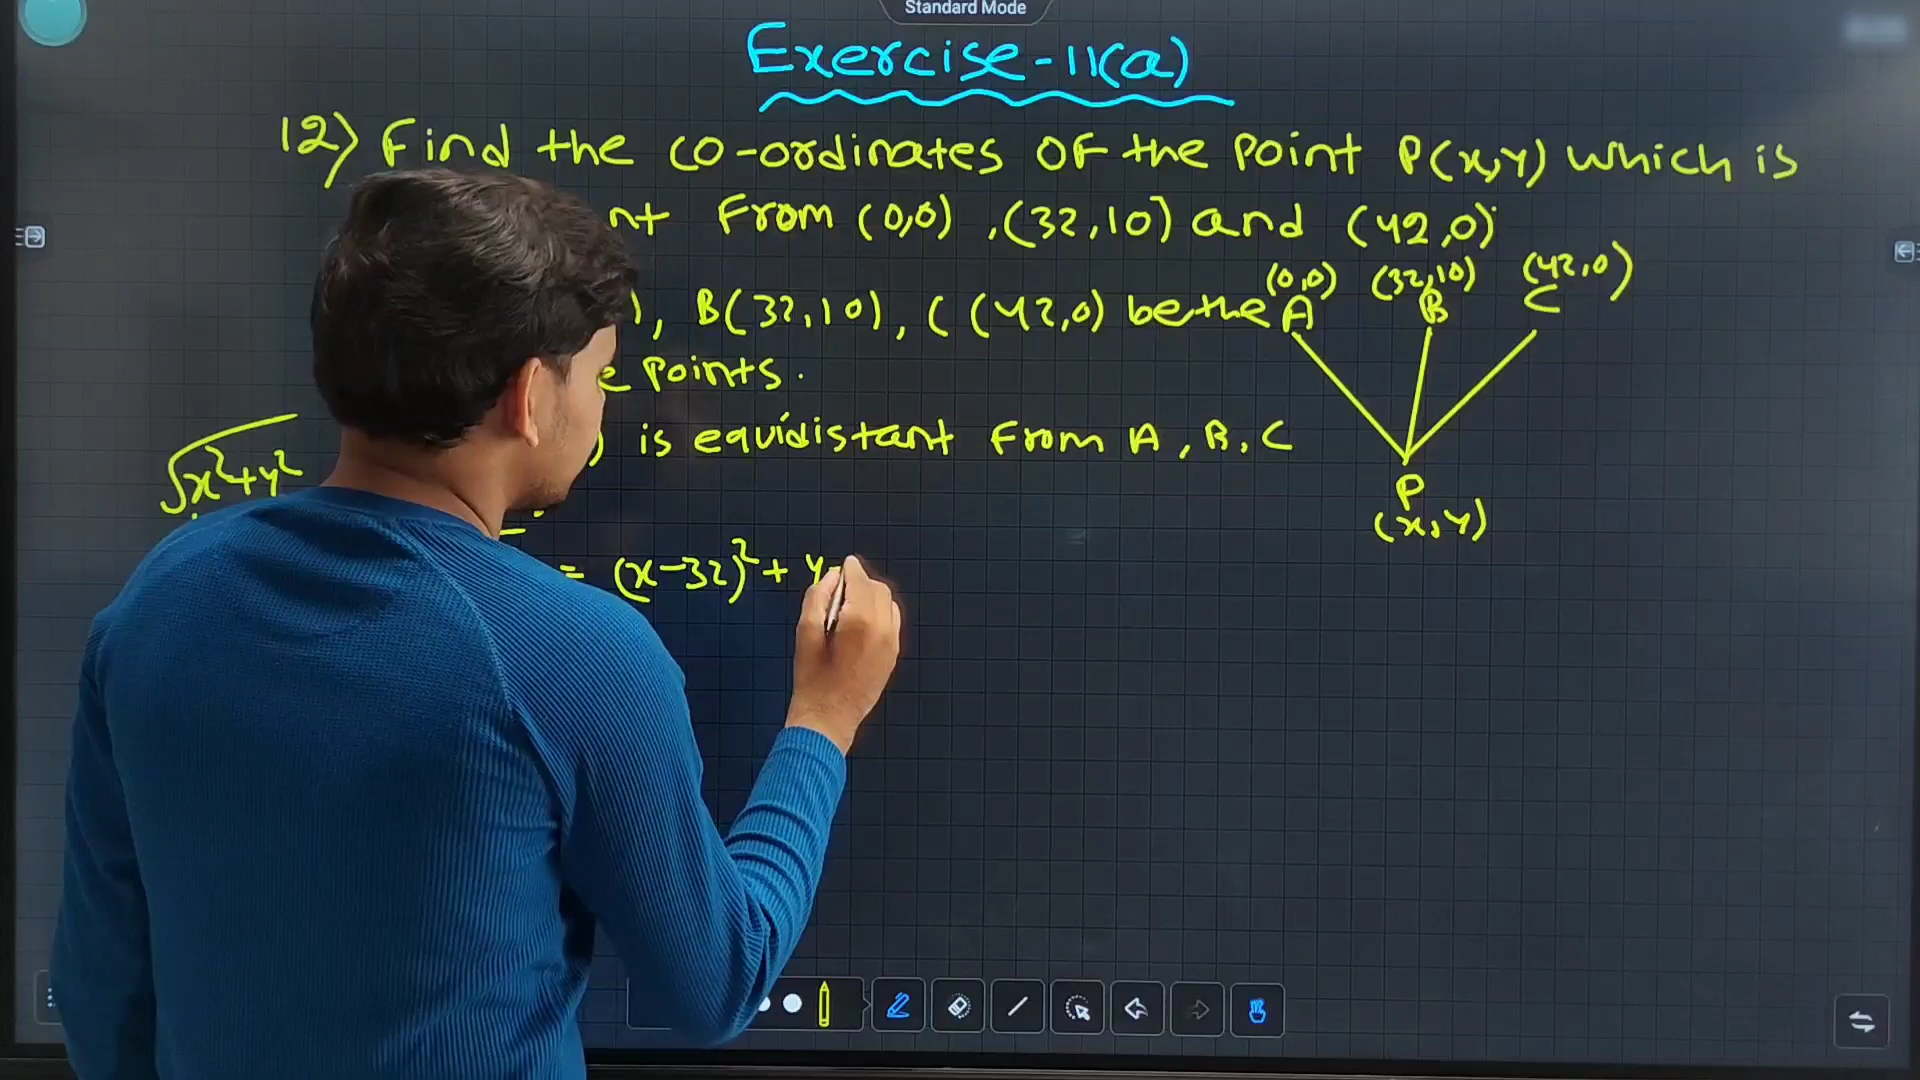 Standard Mode
Exercise-11(a)
12) Find the co-ordinates of the point P(x,y) which is
nt from (0,0) ,(32,10) and (42,0)
(0,0) (32,10) (42,0)
), B(32,10), C (42,0) be the
A B C
e points.
) is equidistant from A, B, C
√x²+y²
P
(x,y)
= (x-32)²+ y-